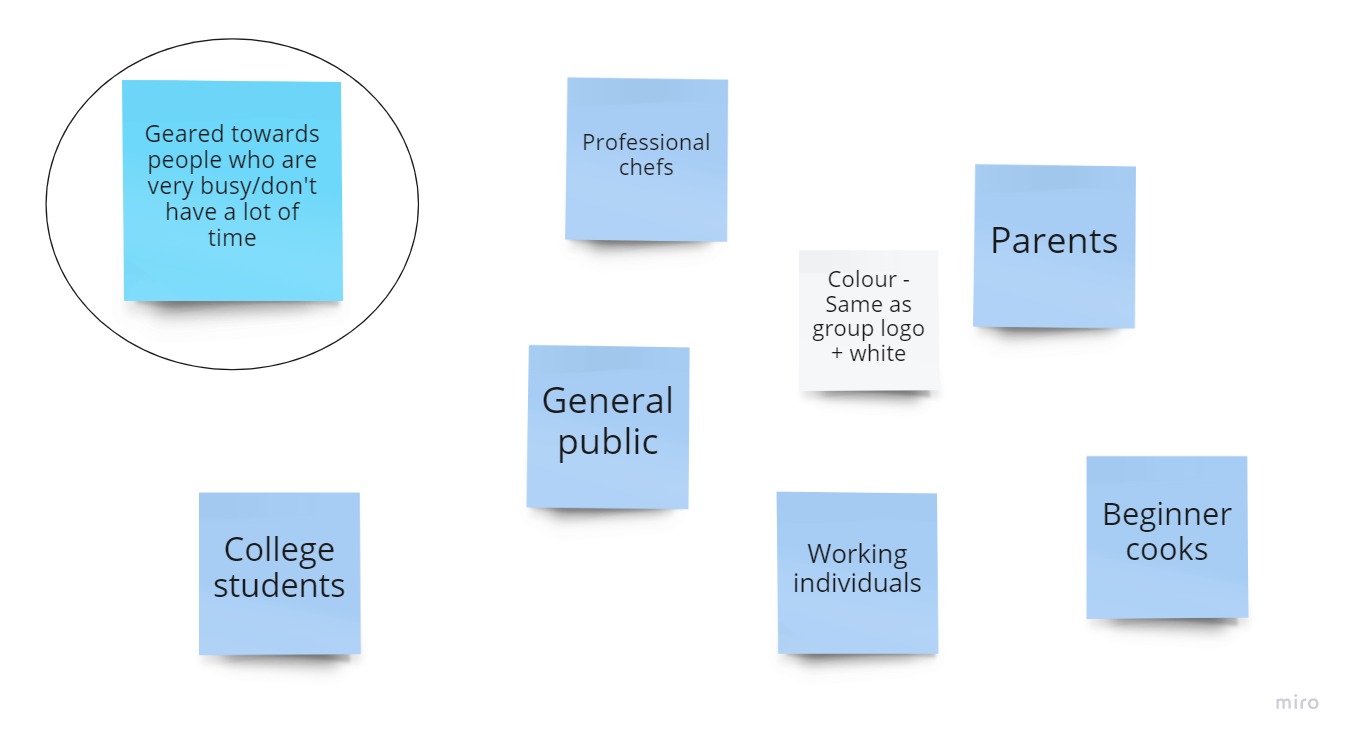 Geared towards
people who are
very busy/don't
have a lot of
time
Professional
chefs
Parents
Colour -
Same as
group logo
+ white
General
public
College
students
Working
individuals
Beginner
cooks
miro